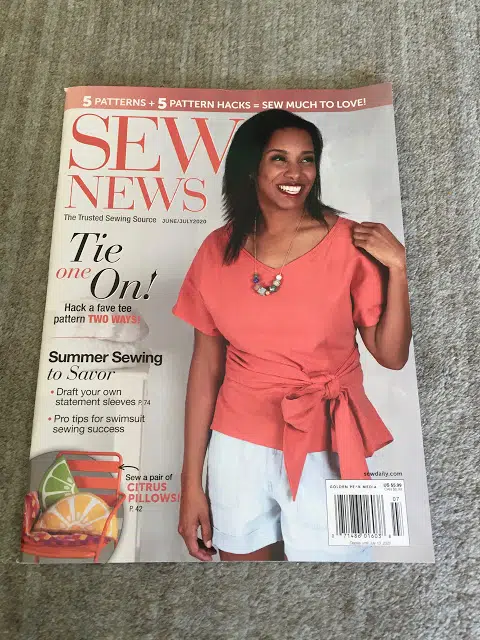 5 PATTERNS + 5 PATTERN HACKS = SEW MUCH TO LOVE!
SEW
NEWS
The Trusted Sewing Source JUNE/JULY 2020
Tie
one
On!
Hack a fave tee
pattern TWO WAYS!
Summer Sewing
to Savor
• Draft your own
statement sleeves P. 74
• Pro tips for swimsuit
sewing success
Sew a pair of
CITRUS
PILLOWS!
P. 42
sewdaily.com
GOLDEN PEAK MEDIA
US $5.99
07